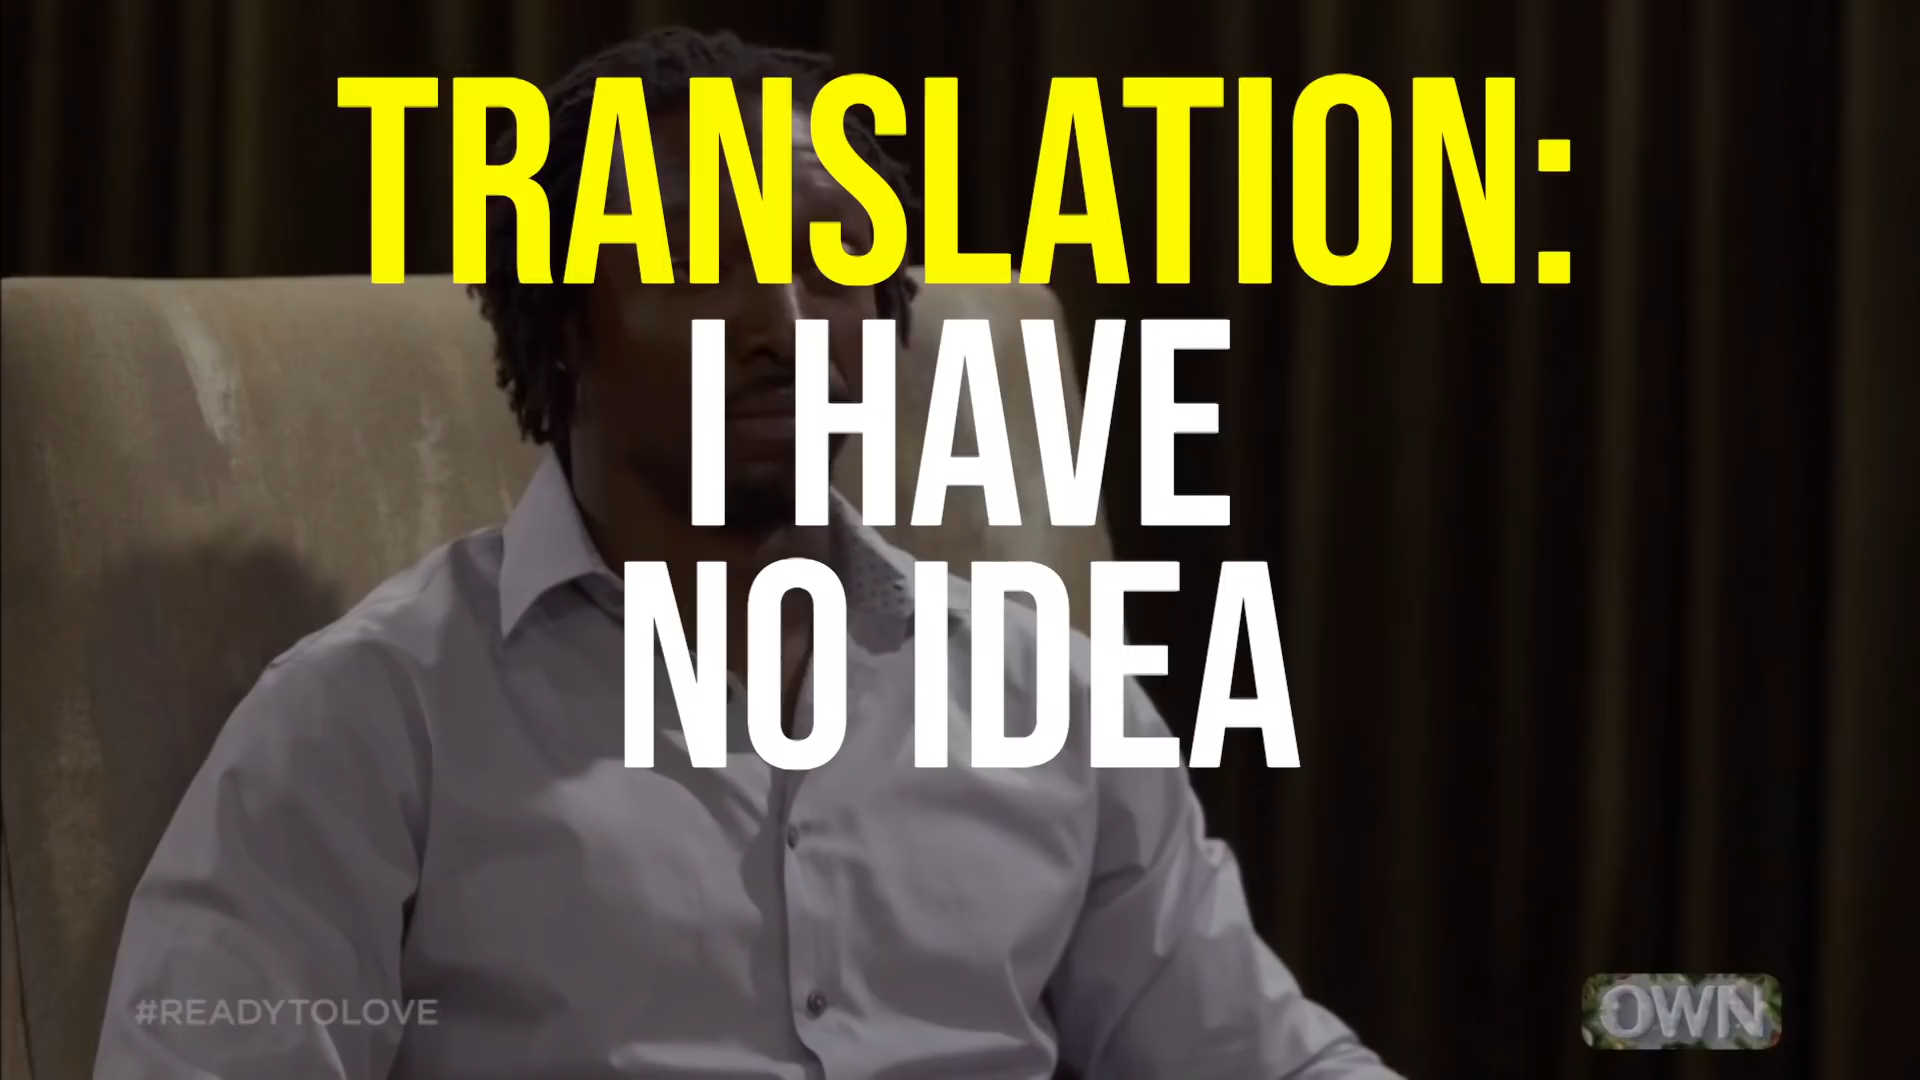 TRANSLATION:
I HAVE
NO IDEA
#READYTOLOVE
OWN